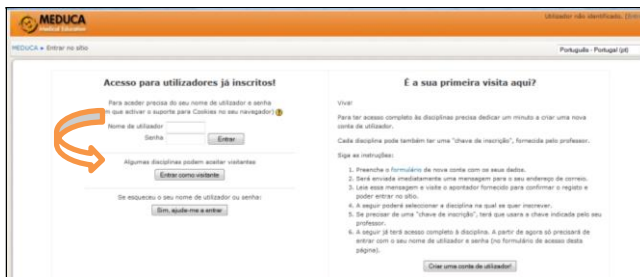 MEDUCA
Medical Education
Utilizador não identificado. (Entr
MEDUCA ▸ Entrar no sítio
Português - Portugal (pt)
Acesso para utilizadores já inscritos!
Para aceder precisa do seu nome de utilizador e senha
m que activar o suporte para Cookies no seu navegador)
Nome de utilizador
Senha
Entrar
Algumas disciplinas podem aceitar visitantes
Entrar como visitante
Se esqueceu o seu nome de utilizador ou senha:
Sim, ajude-me a entrar
É a sua primeira visita aqui?
Viva!
Para ter acesso completo às disciplinas precisa dedicar um minuto a criar uma nova
conta de utilizador.
Cada disciplina pode também ter uma "chave de inscrição", fornecida pelo professor.
Siga as instruções:
1. Preencha o formulário de nova conta com os seus dados.
2. Será enviada imediatamente uma mensagem para o seu endereço de correio.
3. Leia essa mensagem e visite o apontador fornecido para confirmar o registo e
poder entrar no sítio.
4. A seguir poderá seleccionar a disciplina na qual se quer inscrever.
5. Se precisar de uma "chave de inscrição", terá que usara a chave indicada pelo seu
professor.
6. A seguir já terá acesso completo à disciplina. A partir de agora só precisará de
entrar com o seu nome de utilizador e senha (no formulário de acesso desta
página).
Criar uma conta de utilizador!